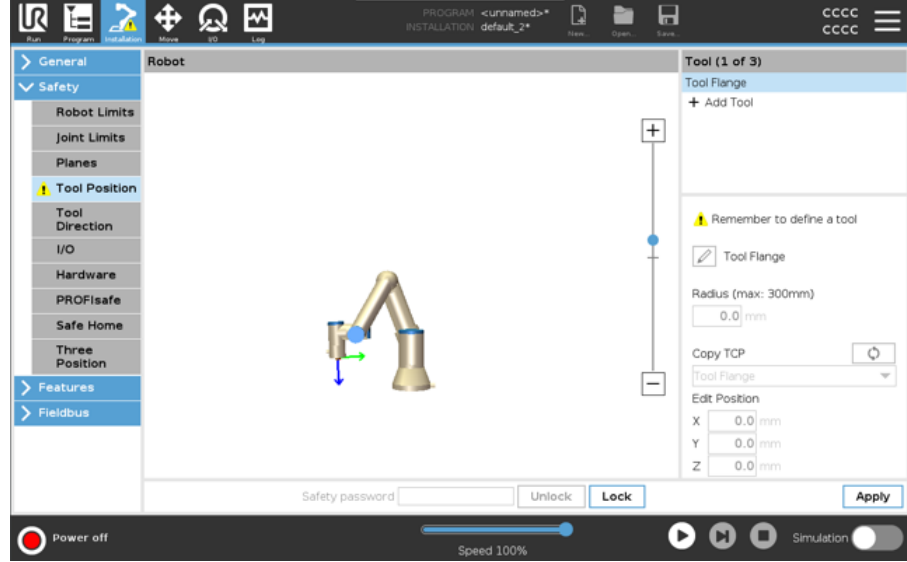 UR
PROGRAM <unnamed>*
INSTALLATION default_2*
CCCC
CCCC
Run Program Installation Move I/O Log New... Open... Save...
General
Safety
Robot Limits
Joint Limits
Planes
Tool Position
Tool
Direction
I/O
Hardware
PROFIsafe
Safe Home
Three
Position
Features
Fieldbus
Robot
Tool (1 of 3)
Tool Flange
+ Add Tool
Remember to define a tool
Tool Flange
Radius (max: 300mm)
0.0 mm
Copy TCP
Tool Flange
Edit Position
X 0.0 mm
Y 0.0 mm
Z 0.0 mm
Safety password Unlock Lock Apply
Power off
Speed 100%
Simulation